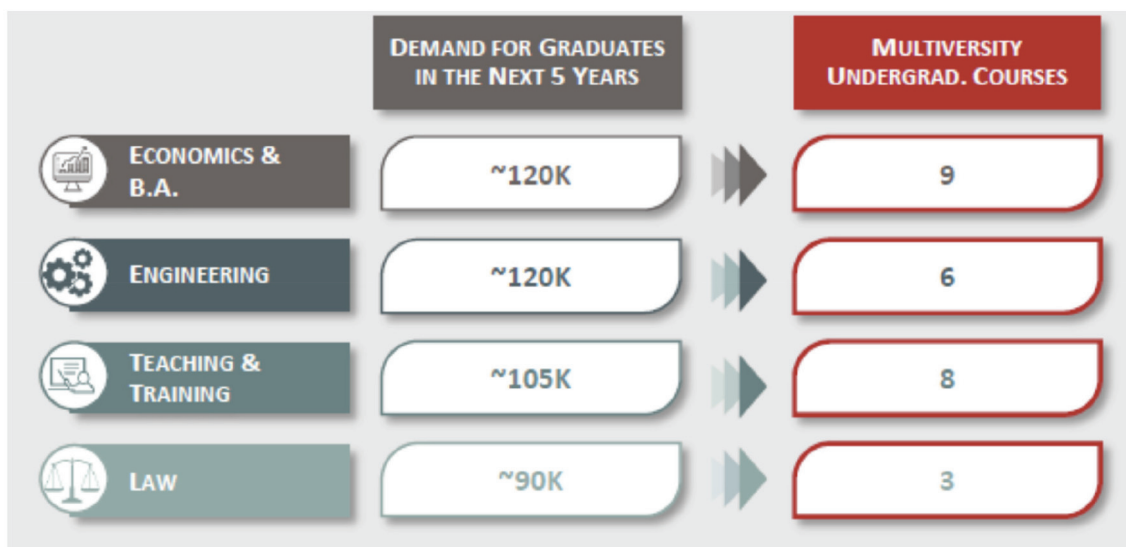 DEMAND FOR GRADUATES
IN THE NEXT 5 YEARS
MULTIVERSITY
UNDERGRAD. COURSES
ECONOMICS &
B.A.
~120K
9
ENGINEERING
~120K
6
TEACHING &
TRAINING
~105K
8
LAW
~90K
3